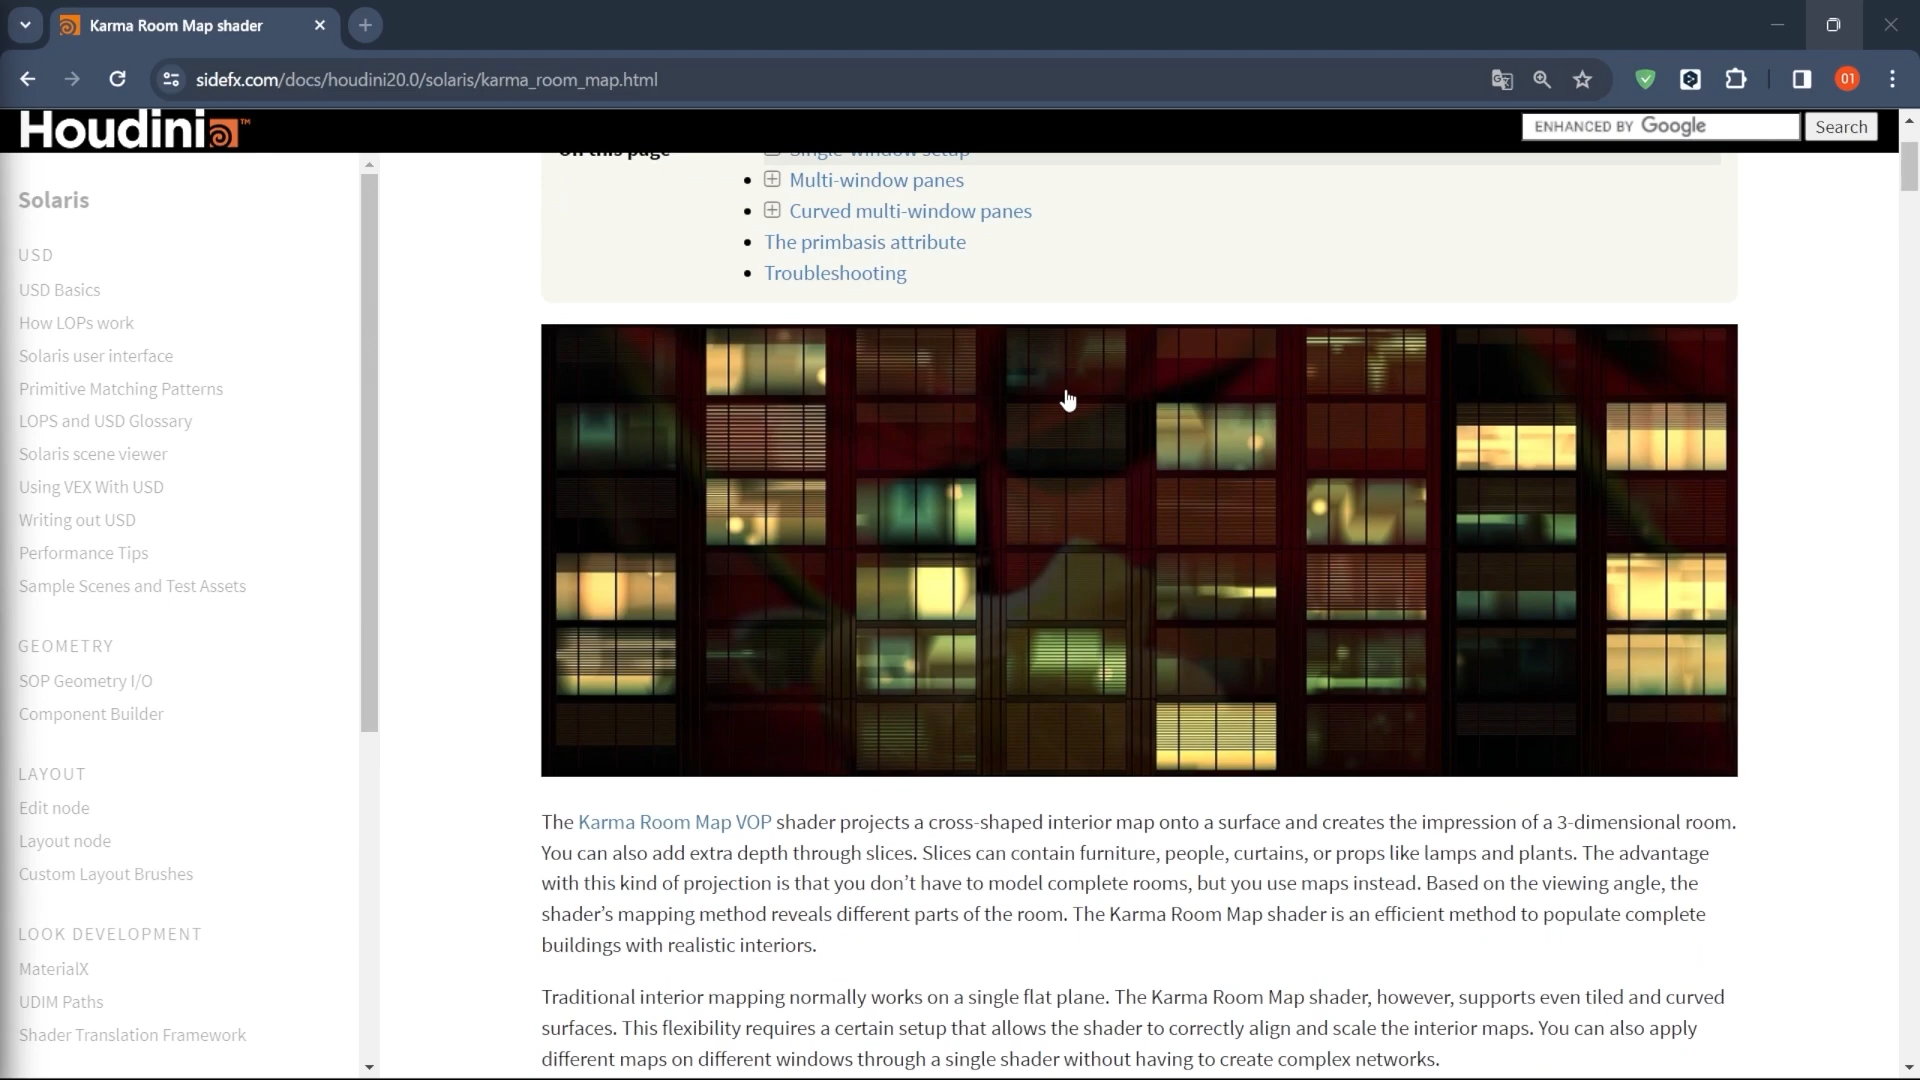 Karma Room Map shader
sidefx.com/docs/houdini20.0/solaris/karma_room_map.html
01
Houdini™
ENHANCED BY Google
Search
Solaris
USD
USD Basics
How LOPs work
Solaris user interface
Primitive Matching Patterns
LOPS and USD Glossary
Solaris scene viewer
Using VEX With USD
Writing out USD
Performance Tips
Sample Scenes and Test Assets
GEOMETRY
SOP Geometry I/O
Component Builder
LAYOUT
Edit node
Layout node
Custom Layout Brushes
LOOK DEVELOPMENT
MaterialX
UDIM Paths
Shader Translation Framework
On this page
Single-window setup
Multi-window panes
Curved multi-window panes
The primbasis attribute
Troubleshooting
The Karma Room Map VOP shader projects a cross-shaped interior map onto a surface and creates the impression of a 3-dimensional room.
You can also add extra depth through slices. Slices can contain furniture, people, curtains, or props like lamps and plants. The advantage
with this kind of projection is that you don’t have to model complete rooms, but you use maps instead. Based on the viewing angle, the
shader’s mapping method reveals different parts of the room. The Karma Room Map shader is an efficient method to populate complete
buildings with realistic interiors.
Traditional interior mapping normally works on a single flat plane. The Karma Room Map shader, however, supports even tiled and curved
surfaces. This flexibility requires a certain setup that allows the shader to correctly align and scale the interior maps. You can also apply
different maps on different windows through a single shader without having to create complex networks.